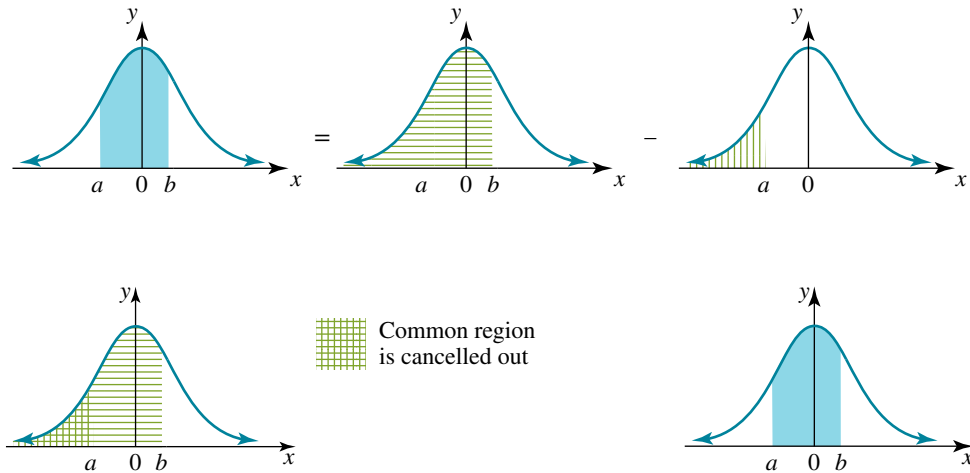 y
a 0 b x
=
y
a 0 b x
–
y
a 0 x
y
a 0 b x
Common region
is cancelled out
y
a 0 b x